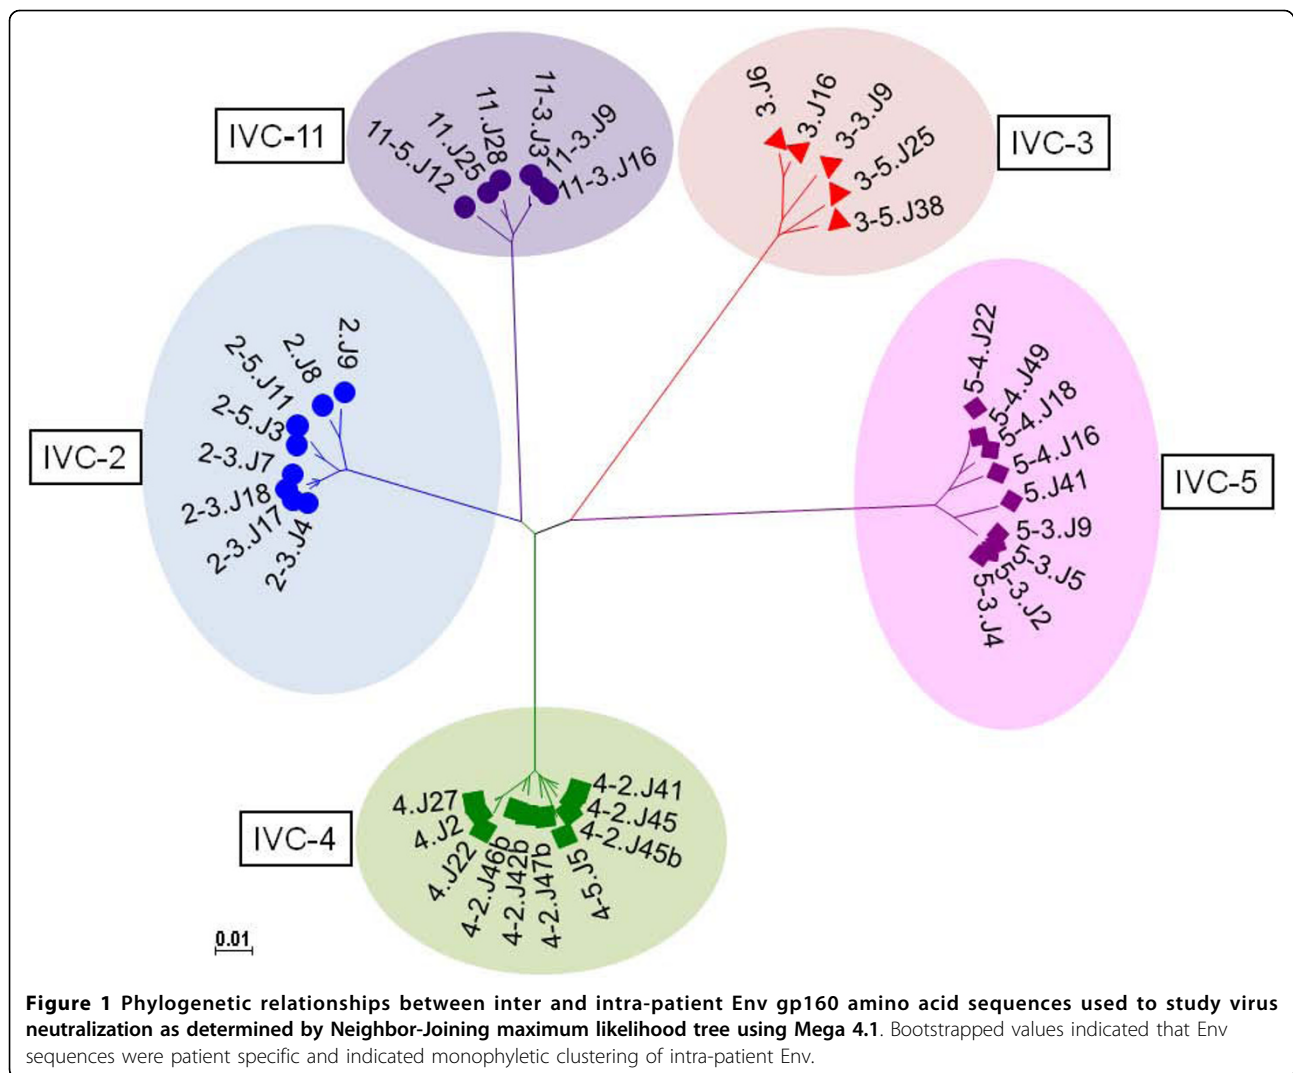 IVC-11
11-5.J12
11.J25
11.J28
11-3.J3
11-3.J9
11-3.J16
IVC-3
3.J6
3.J16
3-3.J9
3-5.J25
3-5.J38
IVC-2
2.J9
2.J8
2-5.J11
2-5.J3
2-3.J7
2-3.J18
2-3.J17
2-3.J4
IVC-5
5-4.J22
5-4.J49
5-4.J18
5-4.J16
5.J41
5-3.J9
5-3.J5
5-3.J2
5-3.J4
IVC-4
4.J27
4.J2
4.J22
4-2.J46b
4-2.J42b
4-2.J47b
4-5.J5
4-2.J45b
4-2.J45
4-2.J41
0.01
Figure 1 Phylogenetic relationships between inter and intra-patient Env gp160 amino acid sequences used to study virus
neutralization as determined by Neighbor-Joining maximum likelihood tree using Mega 4.1. Bootstrapped values indicated that Env
sequences were patient specific and indicated monophyletic clustering of intra-patient Env.